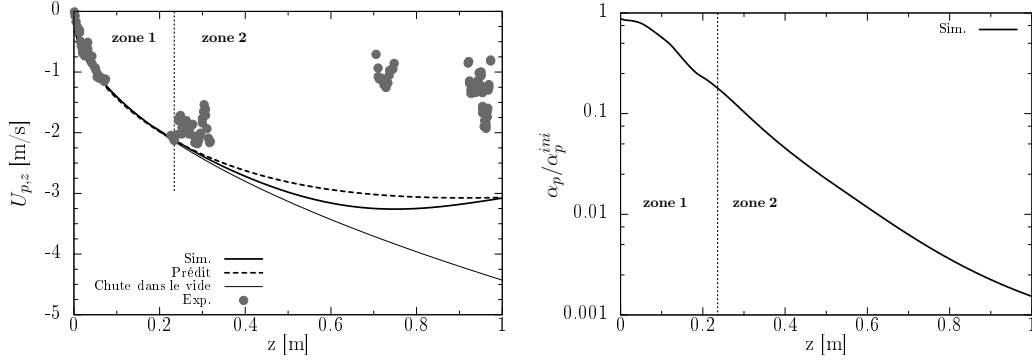 0
-1
-2
-3
-4
-5
U_{p,z} [m/s]
zone 1
zone 2
Sim.
Prédit
Chute dans le vide
Exp.
0
0.2
0.4
0.6
0.8
1
z [m]
1
0.1
0.01
0.001
α_p/α_p^{ini}
Sim.
zone 1
zone 2
0
0.2
0.4
0.6
0.8
1
z [m]